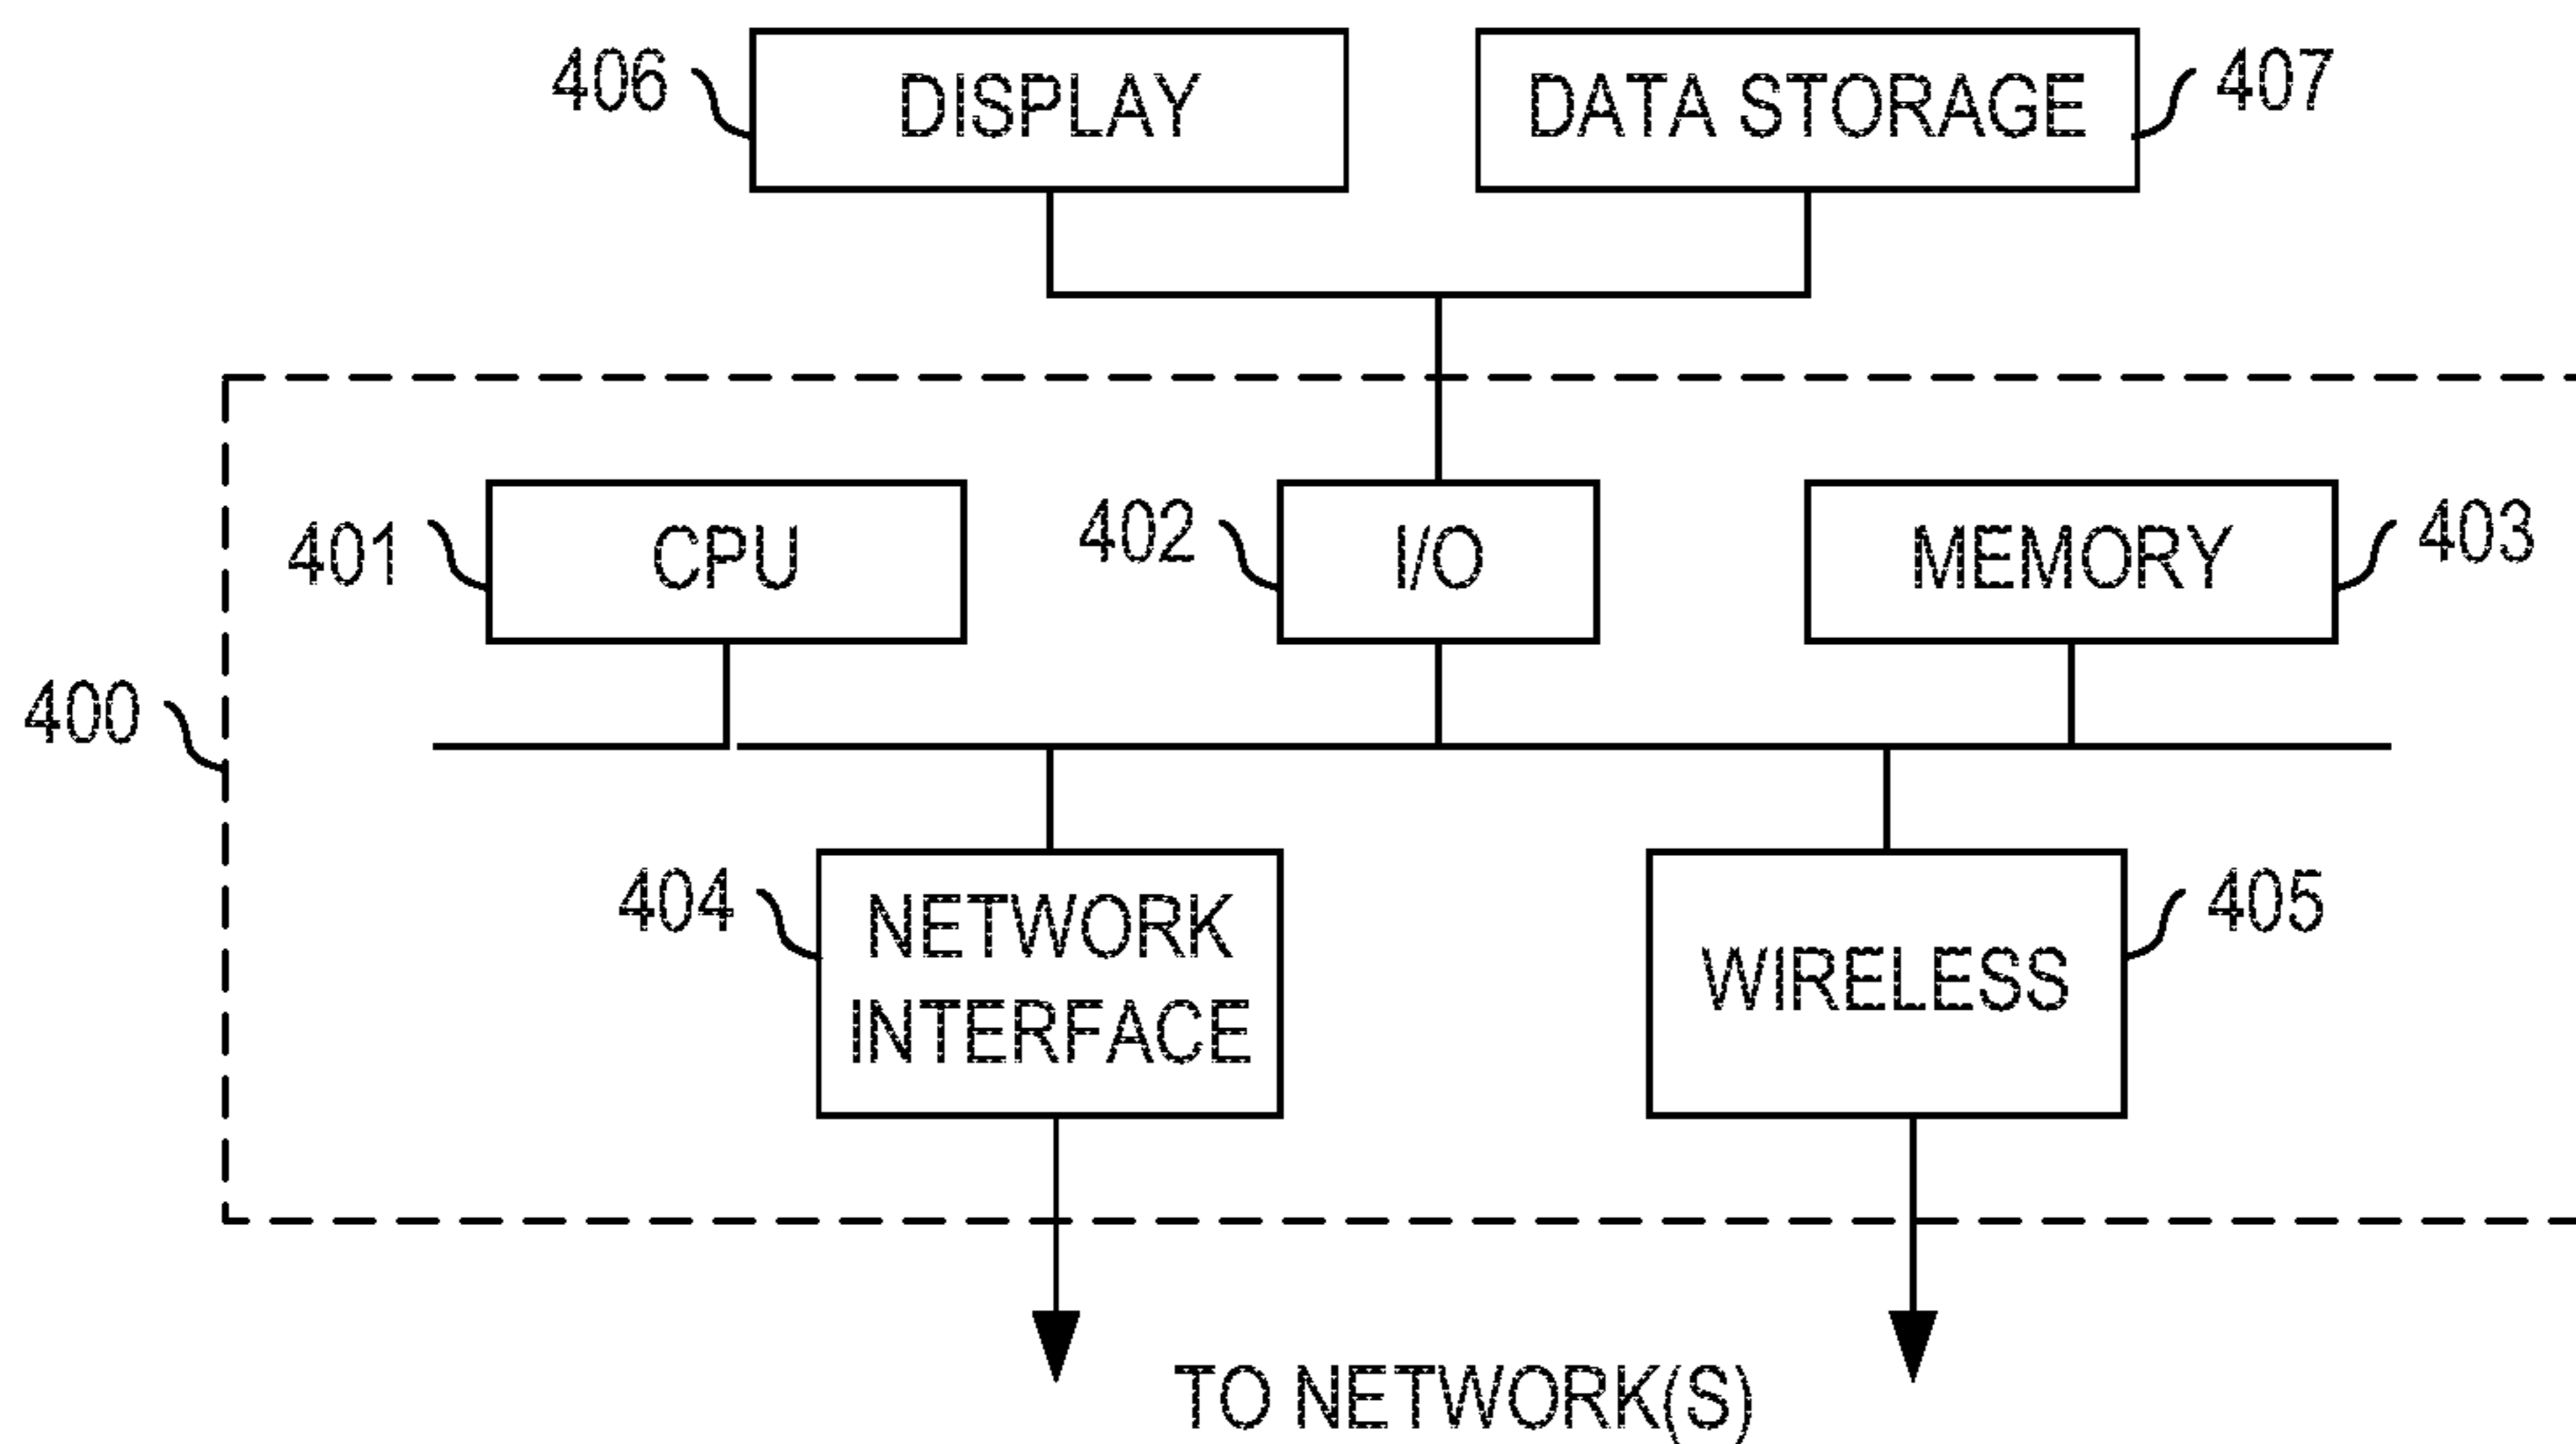 406 DISPLAY DATA STORAGE 407
401 CPU 402 I/O MEMORY 403
400
404 NETWORK INTERFACE WIRELESS 405
TO NETWORK(S)